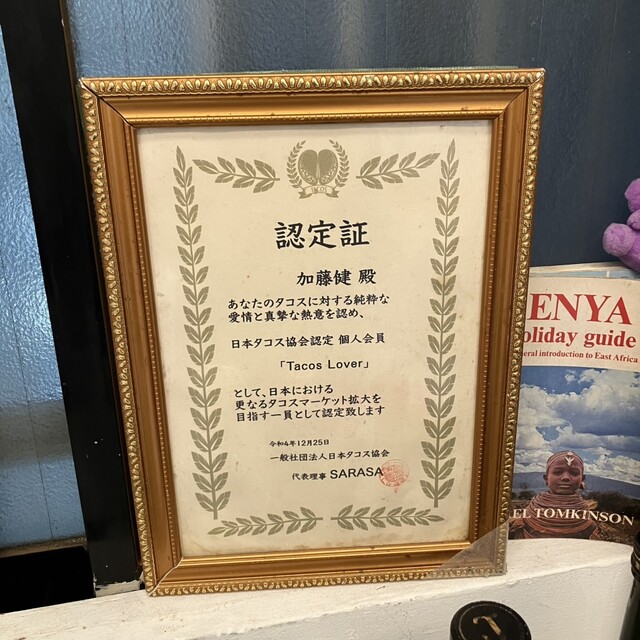 認定証
加藤健 殿
あなたのタコスに対する純粋な
愛情と真摯な熱意を認め、
日本タコス協会認定 個人会員
「Tacos Lover」
として、日本における
更なるタコスマーケット拡大を
目指す一員として認定致します
令和4年12月25日
一般社団法人日本タコス協会
代表理事 SARASA
ENYA
oliday guide
eral introduction to East Africa
EL TOMKINSON